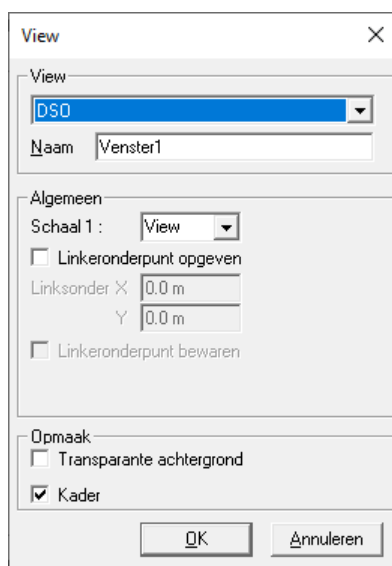 View
View
DSO
Naam Venster1
Algemeen
Schaal 1 : View
Linkeronderpunt opgeven
Linksonder X 0.0 m
Y 0.0 m
Linkeronderpunt bewaren
Opmaak
Transparante achtergrond
Kader
OK Annuleren